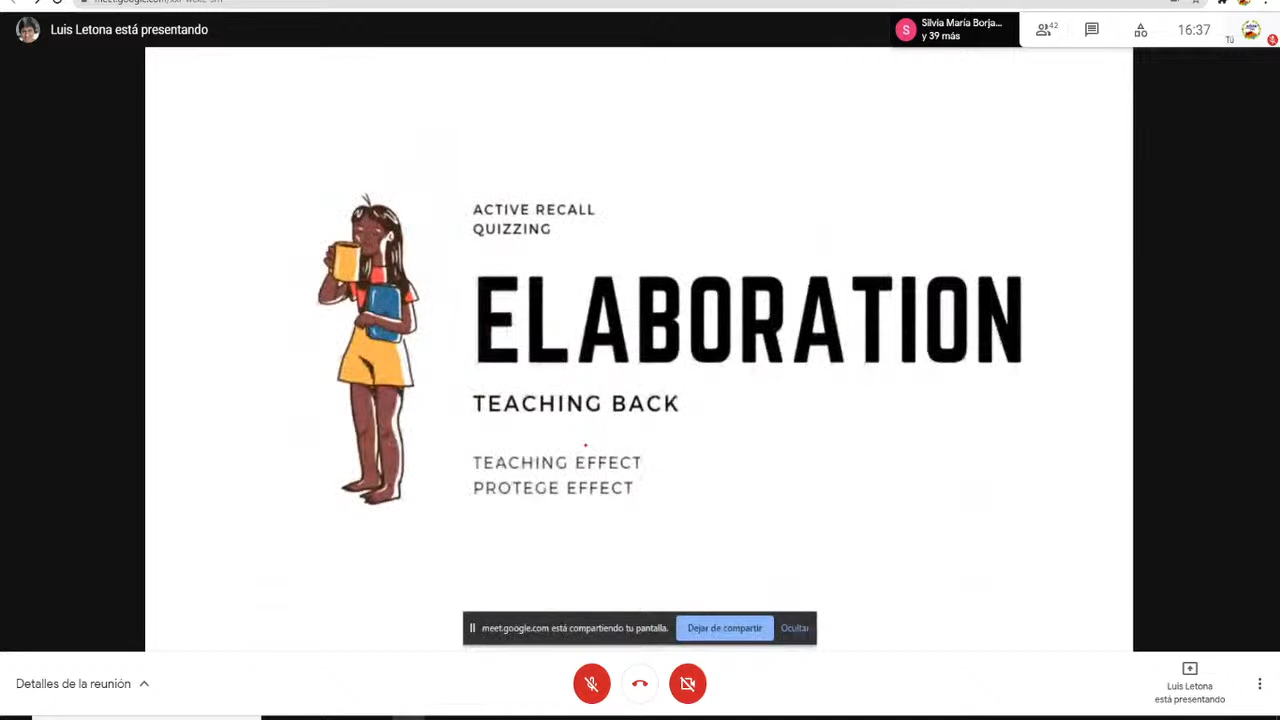 Luis Letona está presentando
S
Silvia María Borja...
y 39 más
42
16:37
Tú
ACTIVE RECALL
QUIZZING
ELABORATION
TEACHING BACK
TEACHING EFFECT
PROTEGE EFFECT
meet.google.com está compartiendo tu pantalla.
Dejar de compartir
Ocultar
Detalles de la reunión
Luis Letona
está presentando